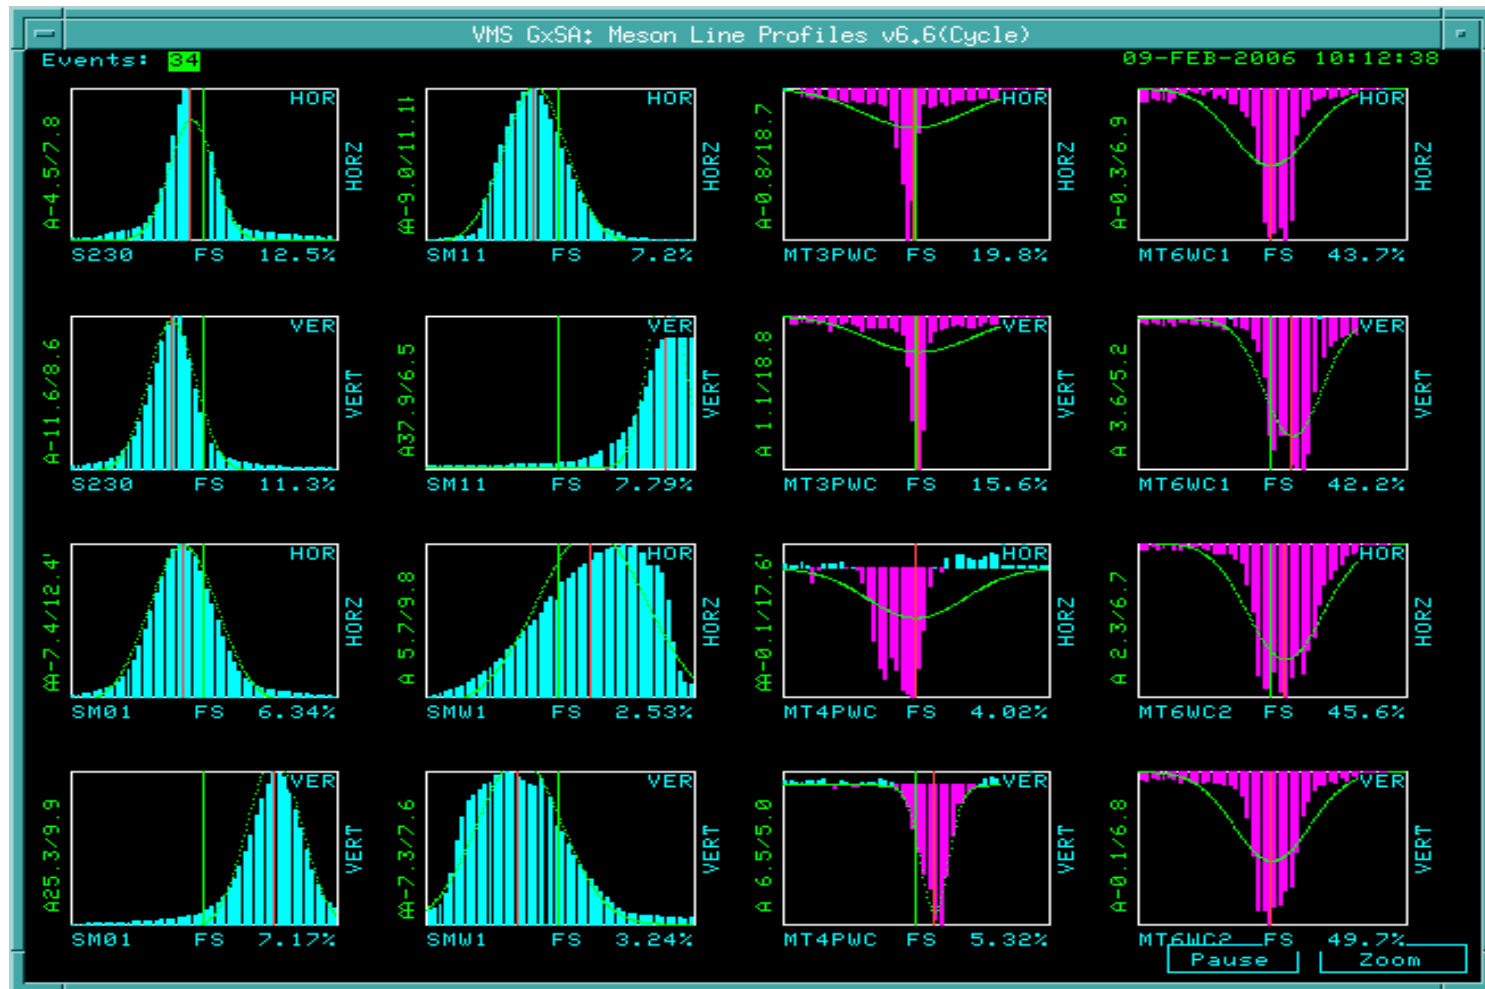 VMS GxSA: Meson Line Profiles v6.6(Cycle)
Events: 34
09-FEB-2006 10:12:38
A-4.5/7.8 HOR HORZ
S230 FS 12.5%
A-9.0/11.1 HOR HORZ
SM11 FS 7.2%
A-0.8/18.7 HOR HORZ
MT3PWC FS 19.8%
A-0.3/6.9 HOR HORZ
MT6WC1 FS 43.7%
A-11.6/8.6 VER VERT
S230 FS 11.3%
A37.9/6.5 VER VERT
SM11 FS 7.79%
A 1.1/18.8 VER VERT
MT3PWC FS 15.6%
A 3.6/5.2 VER VERT
MT6WC1 FS 42.2%
A-7.4/12.4 HOR HORZ
SM01 FS 6.34%
A 5.7/9.8 HOR HORZ
SMW1 FS 2.53%
A-0.1/17.6 HOR HORZ
MT4PWC FS 4.02%
A 2.3/6.7 HOR HORZ
MT6WC2 FS 45.6%
A25.3/9.9 VER VERT
SM01 FS 7.17%
A-7.3/7.6 VER VERT
SMW1 FS 3.24%
A 6.5/5.0 VER VERT
MT4PWC FS 5.32%
A-0.1/6.8 VER VERT
MT6WC2 FS 49.7%
Pause
Zoom